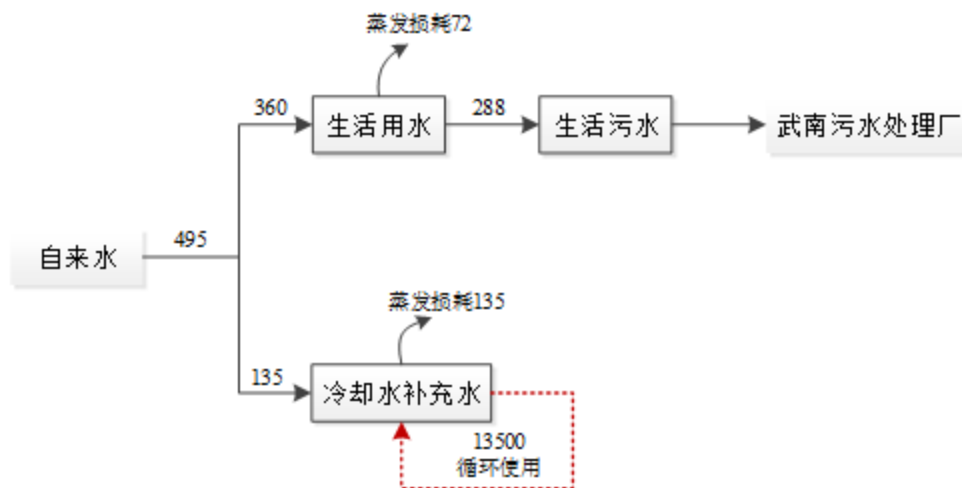 蒸发损耗72
360
生活用水
288
生活污水
武南污水处理厂
自来水
495
蒸发损耗135
135
冷却水补充水
13500
循环使用